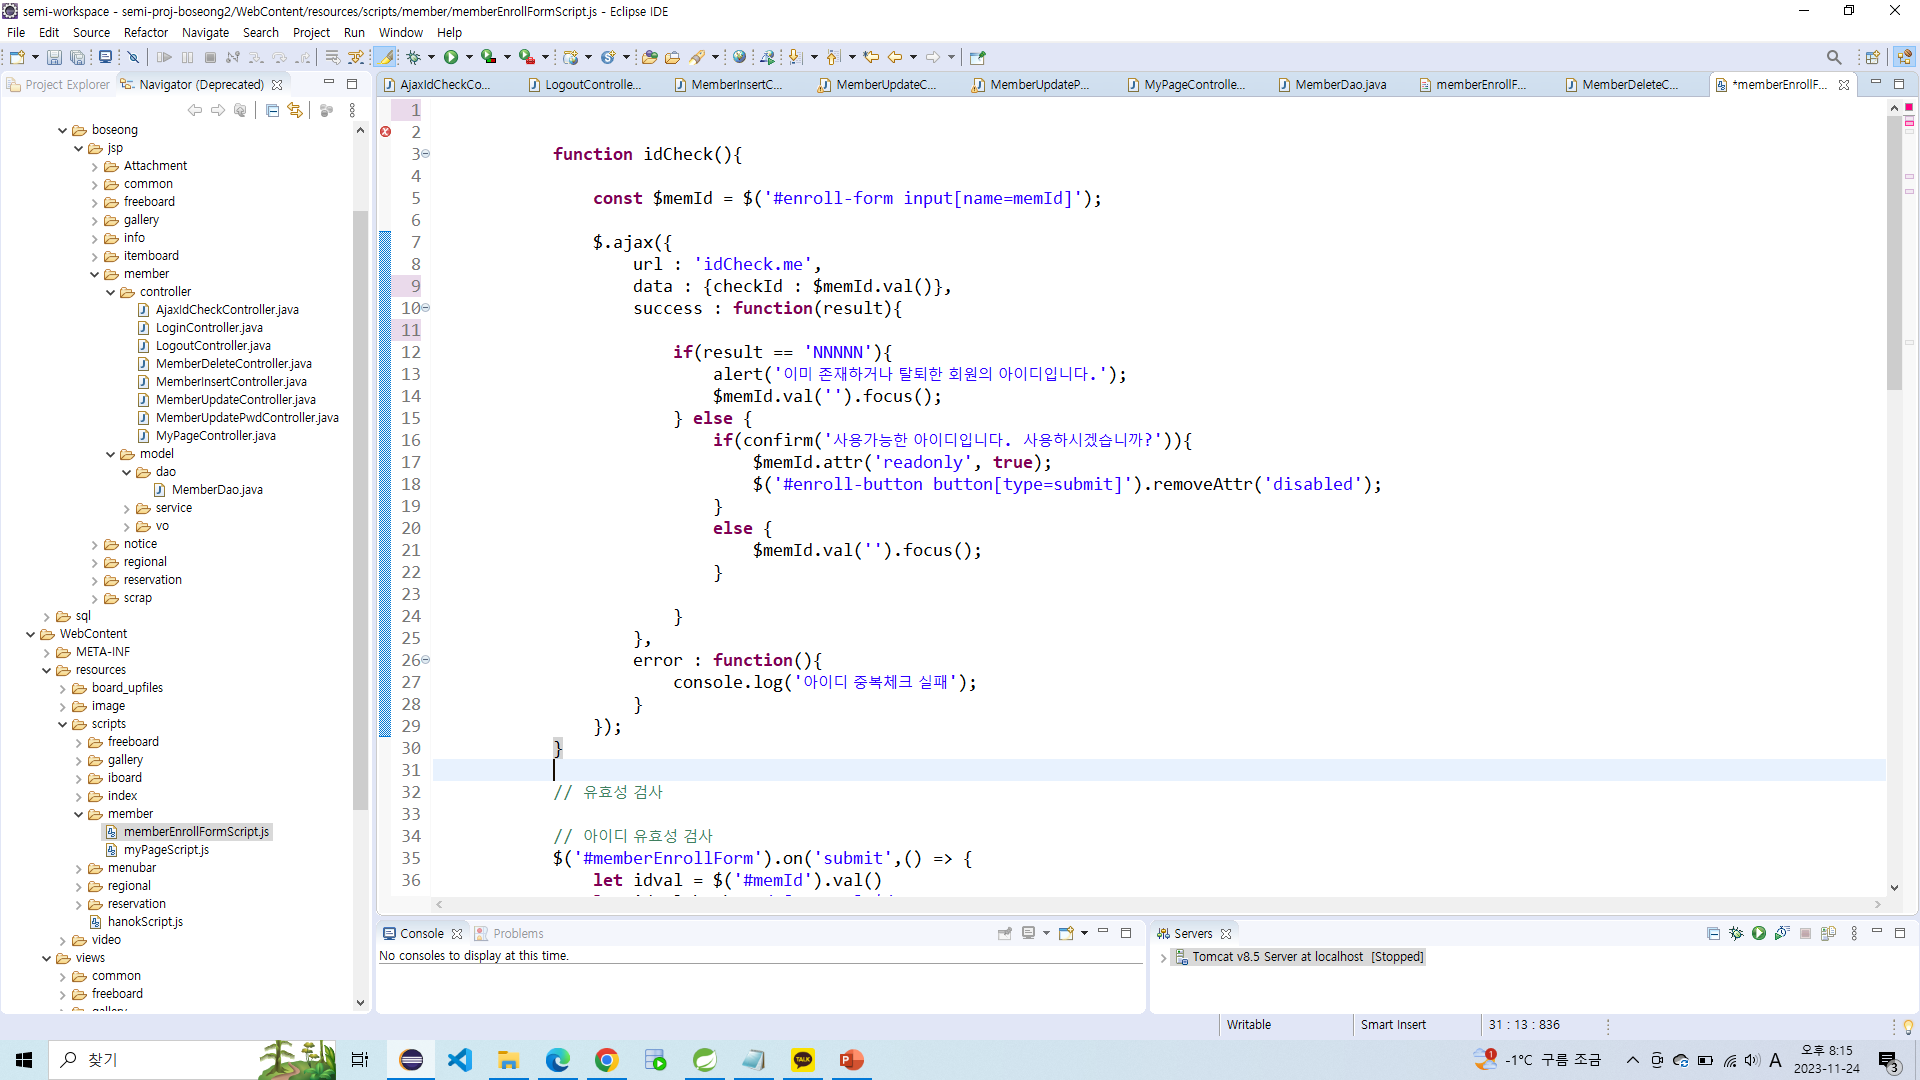 semi-workspace - semi-proj-boseong2/WebContent/resources/scripts/member/memberEnrollFormScript.js - Eclipse IDE
File Edit Source Refactor Navigate Search Project Run Window Help
Project Explorer Navigator (Deprecated)
AjaxIdCheckCo... LogoutControlle... MemberInsertC... MemberUpdateC... MemberUpdateP... MyPageControlle... MemberDao.java memberEnrollF... MemberDeleteC... *memberEnrollF...
boseong
jsp
Attachment
common
freeboard
gallery
info
itemboard
member
controller
AjaxIdCheckController.java
LoginController.java
LogoutController.java
MemberDeleteController.java
MemberInsertController.java
MemberUpdateController.java
MemberUpdatePwdController.java
MyPageController.java
model
dao
MemberDao.java
service
vo
notice
regional
reservation
scrap
sql
WebContent
META-INF
resources
board_upfiles
image
scripts
freeboard
gallery
iboard
index
member
memberEnrollFormScript.js
myPageScript.js
menubar
regional
reservation
hanokScript.js
video
views
common
freeboard
gallery
1
2
3 function idCheck(){
4
5 const $memId = $('#enroll-form input[name=memId]');
6
7 $.ajax({
8 url : 'idCheck.me',
9 data : {checkId : $memId.val()},
10 success : function(result){
11
12 if(result == 'NNNNN'){
13 alert('이미 존재하거나 탈퇴한 회원의 아이디입니다.');
14 $memId.val('').focus();
15 } else {
16 if(confirm('사용가능한 아이디입니다. 사용하시겠습니까?')){
17 $memId.attr('readonly', true);
18 $('#enroll-button button[type=submit]').removeAttr('disabled');
19 }
20 else {
21 $memId.val('').focus();
22 }
23
24 }
25 },
26 error : function(){
27 console.log('아이디 중복체크 실패');
28 }
29 });
30 }
31
32 // 유효성 검사
33
34 // 아이디 유효성 검사
35 $('#memberEnrollForm').on('submit',() => {
36 let idval = $('#memId').val()
Console Problems
No consoles to display at this time.
Servers
Tomcat v8.5 Server at localhost [Stopped]
Writable Smart Insert 31 : 13 : 836
찾기
TALK
1
-1°C 구름 조금
A
오후 8:15
2023-11-24
3